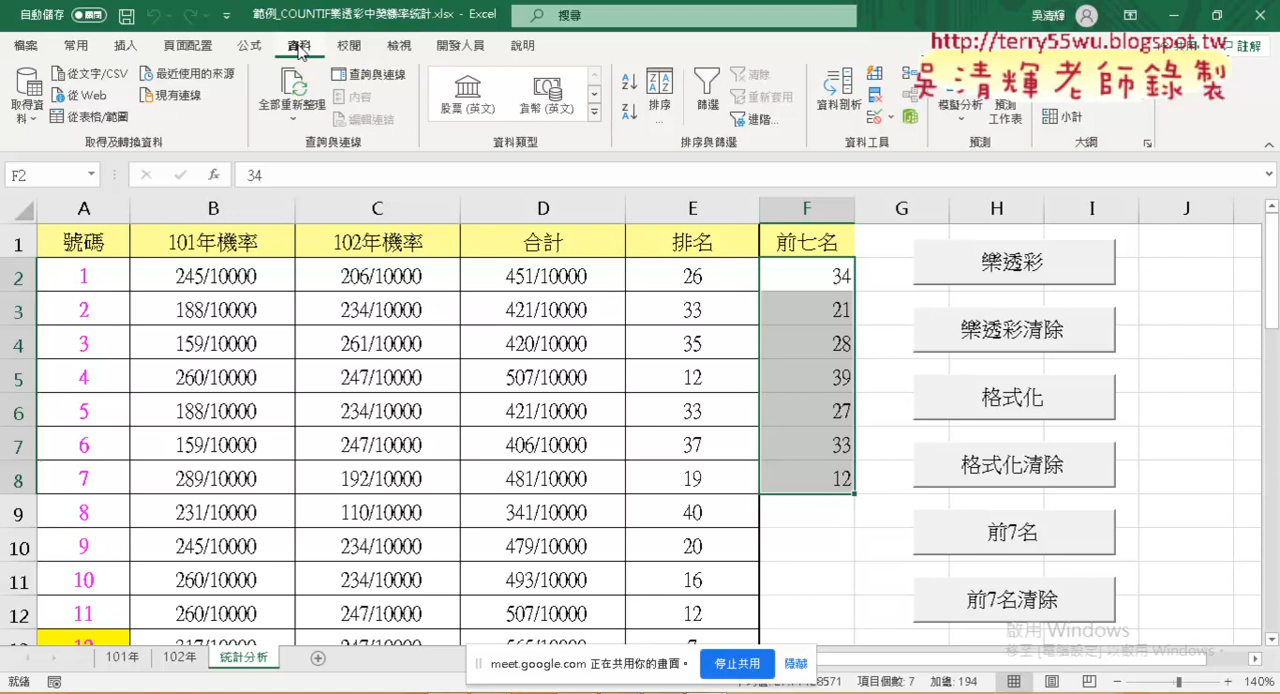 自動儲存
範例_COUNTIF樂透彩中獎機率統計.xlsx - Excel
搜尋
吳清輝
檔案 常用 插入 頁面配置 公式 資料 校閱 檢視 開發人員 說明 註解
http://terry55wu.blogspot.tw
吳清輝老師錄製
取得資料
從文字/CSV
從 Web
從表格/範圍
最近使用的來源
現有連線
全部重新整理
查詢與連線
內容
編輯連結
股票 (英文) 貨幣 (英文)
排序...
篩選
清除
重新套用
進階...
資料剖析
模擬分析
預測工作表
小計
取得及轉換資料 查詢與連線 資料類型 排序與篩選 資料工具 預測 大綱
F2 fx 34
A B C D E F G H I J
1 號碼 101年機率 102年機率 合計 排名 前七名
2 1 245/10000 206/10000 451/10000 26 34
3 2 188/10000 234/10000 421/10000 33 21
4 3 159/10000 261/10000 420/10000 35 28
5 4 260/10000 247/10000 507/10000 12 39
6 5 188/10000 234/10000 421/10000 33 27
7 6 159/10000 247/10000 406/10000 37 33
8 7 289/10000 192/10000 481/10000 19 12
9 8 231/10000 110/10000 341/10000 40
10 9 245/10000 234/10000 479/10000 20
11 10 260/10000 234/10000 493/10000 16
12 11 260/10000 247/10000 507/10000 12
樂透彩
樂透彩清除
格式化
格式化清除
前7名
前7名清除
啟用 Windows
移至 [電腦設定] 以啟用 Windows。
101年 102年 統計分析
meet.google.com 正在共用你的畫面。 停止共用 隱藏
就緒 項目個數: 7 加總: 194 140%